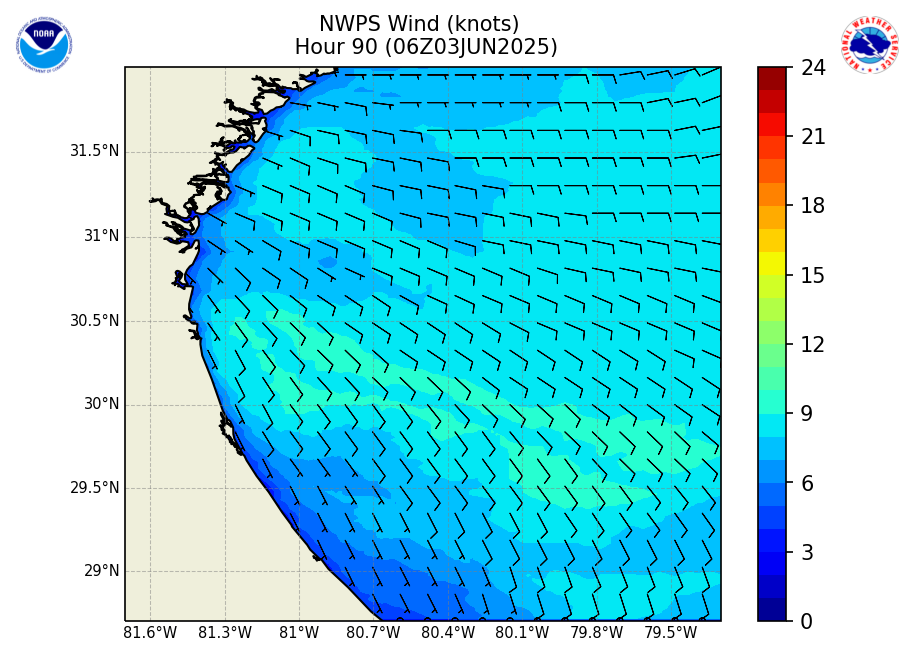 NWPS Wind (knots)
Hour 90 (06Z03JUN2025)
NOAA
NATIONAL WEATHER SERVICE
31.5°N
31°N
30.5°N
30°N
29.5°N
29°N
81.6°W 81.3°W 81°W 80.7°W 80.4°W 80.1°W 79.8°W 79.5°W
24
21
18
15
12
9
6
3
0